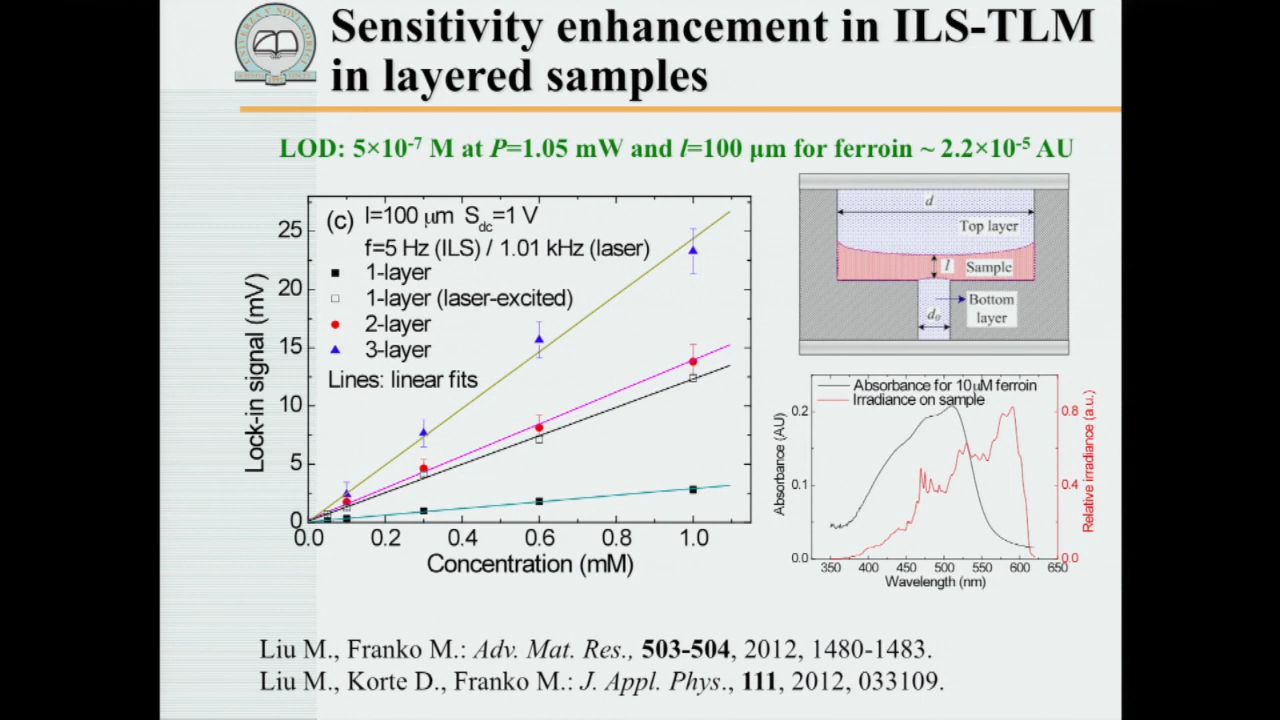 Sensitivity enhancement in ILS-TLM
in layered samples
LOD: 5×10⁻⁷ M at P=1.05 mW and l=100 μm for ferroin ~ 2.2×10⁻⁵ AU
(c) l=100 μm S_dc=1 V
f=5 Hz (ILS) / 1.01 kHz (laser)
1-layer
1-layer (laser-excited)
2-layer
3-layer
Lines: linear fits
Lock-in signal (mV)
25
20
15
10
5
0
0.0 0.2 0.4 0.6 0.8 1.0
Concentration (mM)
d
Top layer
l Sample
Bottom
layer
d₀
Absorbance for 10 μM ferroin
Irradiance on sample
Absorbance (AU)
0.2
0.1
0.0
Relative irradiance (a.u.)
0.8
0.4
0.0
350 400 450 500 550 600 650
Wavelength (nm)
Liu M., Franko M.: Adv. Mat. Res., 503-504, 2012, 1480-1483.
Liu M., Korte D., Franko M.: J. Appl. Phys., 111, 2012, 033109.